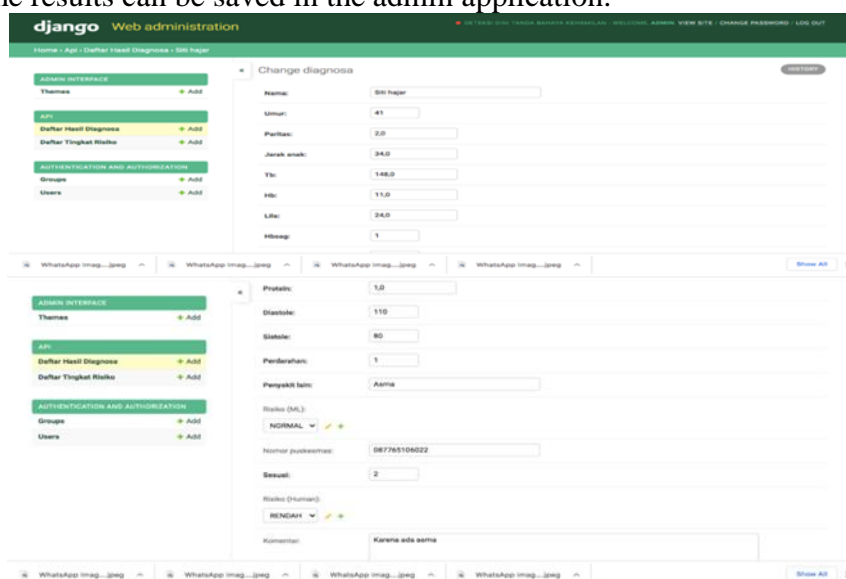 e results can be saved in the admin application.
django Web administration
DETEKSI DINI TANDA BAHAYA KEHAMILAN - WELCOME, ADMIN. VIEW SITE / CHANGE PASSWORD / LOG OUT
Home › Api › Daftar Hasil Diagnosa › Siti hajar
ADMIN INTERFACE
Themes + Add
API
Daftar Hasil Diagnosa + Add
Daftar Tingkat Risiko + Add
AUTHENTICATION AND AUTHORIZATION
Groups + Add
Users + Add
«
Change diagnosa
HISTORY
Nama: Siti hajar
Umur: 41
Paritas: 2,0
Jarak anak: 34,0
Tb: 148,0
Hb: 11,0
Lila: 24,0
Hbsag: 1
WhatsApp Imag....jpeg WhatsApp Imag....jpeg WhatsApp Imag....jpeg WhatsApp Imag....jpeg Show All
ADMIN INTERFACE
Themes + Add
API
Daftar Hasil Diagnosa + Add
Daftar Tingkat Risiko + Add
AUTHENTICATION AND AUTHORIZATION
Groups + Add
Users + Add
«
Protein: 1,0
Diastole: 110
Sistole: 80
Perdarahan: 1
Penyakit lain: Asma
Risiko (ML):
NORMAL
Nomor puskesmas: 087765106022
Sesuai: 2
Risiko (Human):
RENDAH
Komentar: Karena ada asma
WhatsApp Imag....jpeg WhatsApp Imag....jpeg WhatsApp Imag....jpeg WhatsApp Imag....jpeg Show All